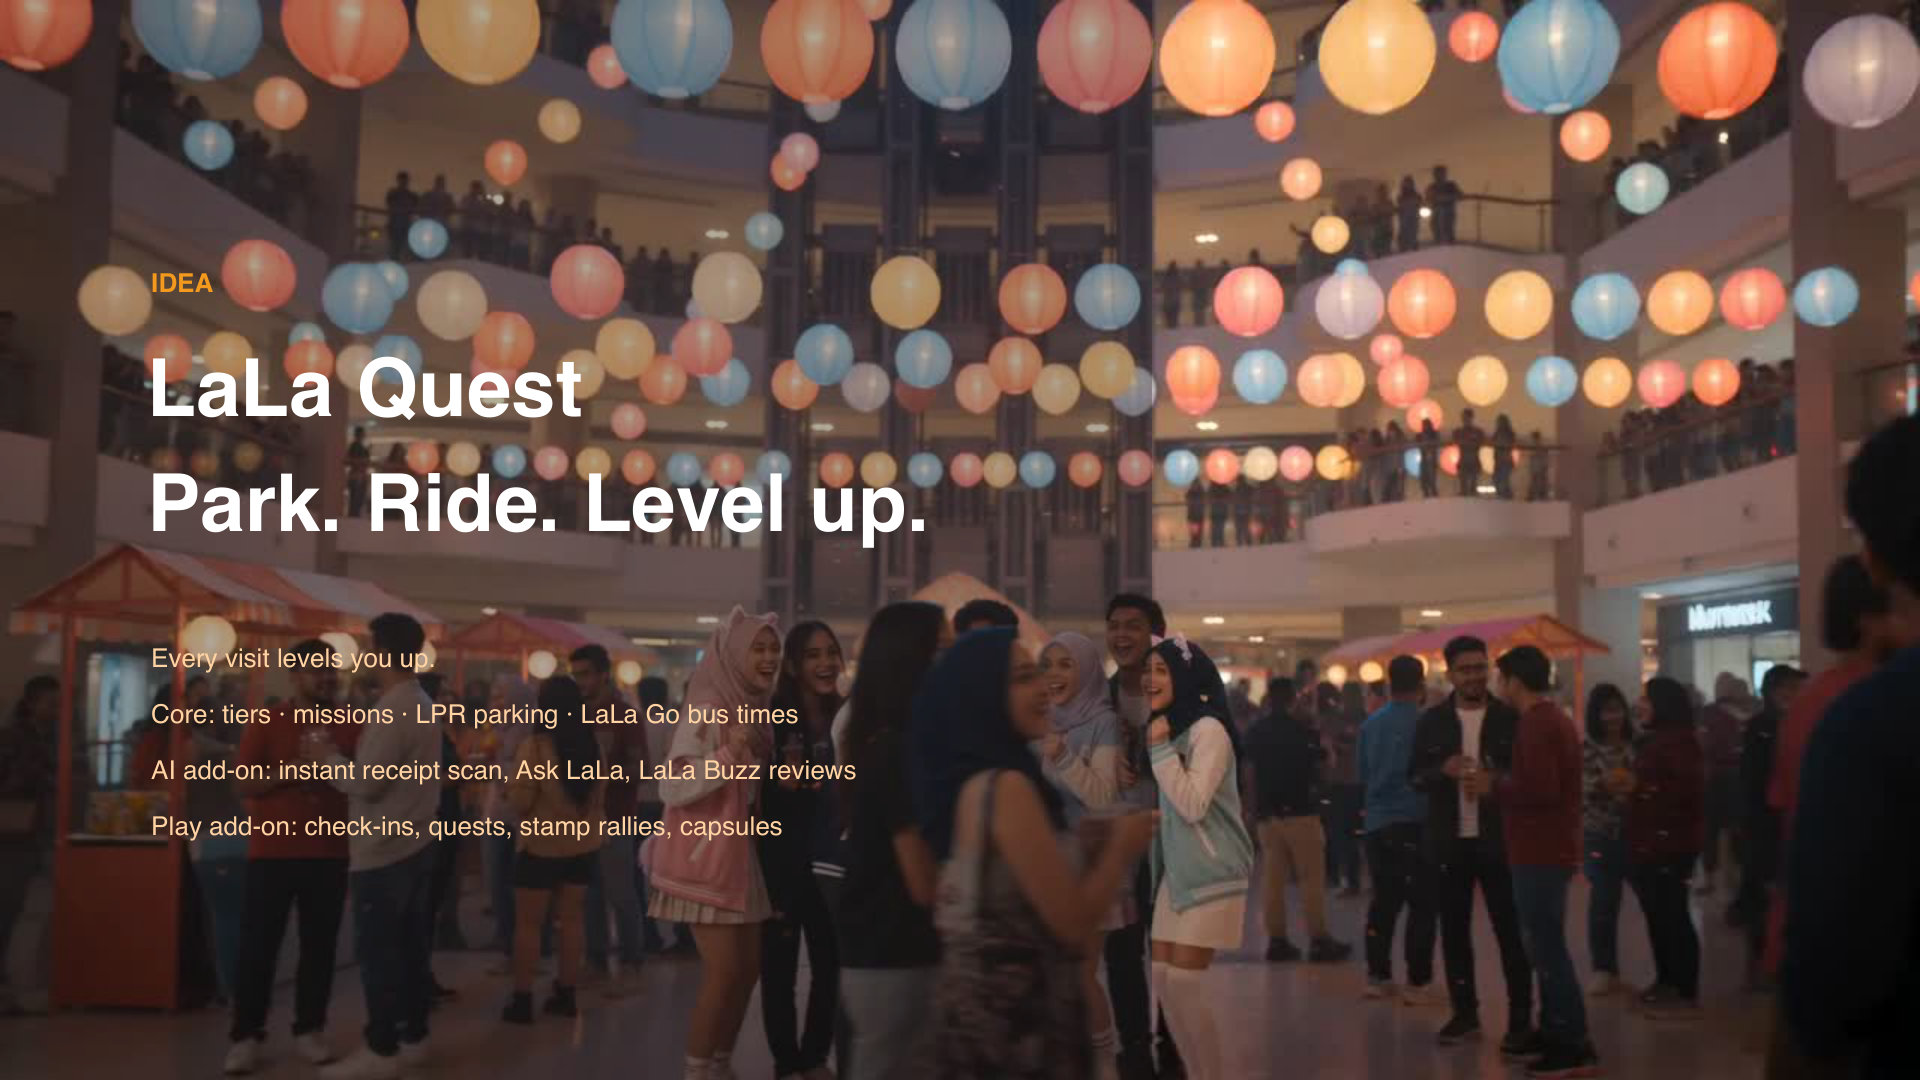 IDEA
LaLa Quest
Park. Ride. Level up.
Every visit levels you up.
Core: tiers · missions · LPR parking · LaLa Go bus times
AI add-on: instant receipt scan, Ask LaLa, LaLa Buzz reviews
Play add-on: check-ins, quests, stamp rallies, capsules